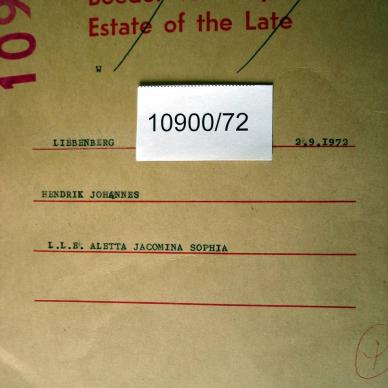 Estate of the Late
W
10900/72
LIEBENBERG 2.9.1972
HENDRIK JOHANNES
L.L.E. ALETTA JACOMINA SOPHIA